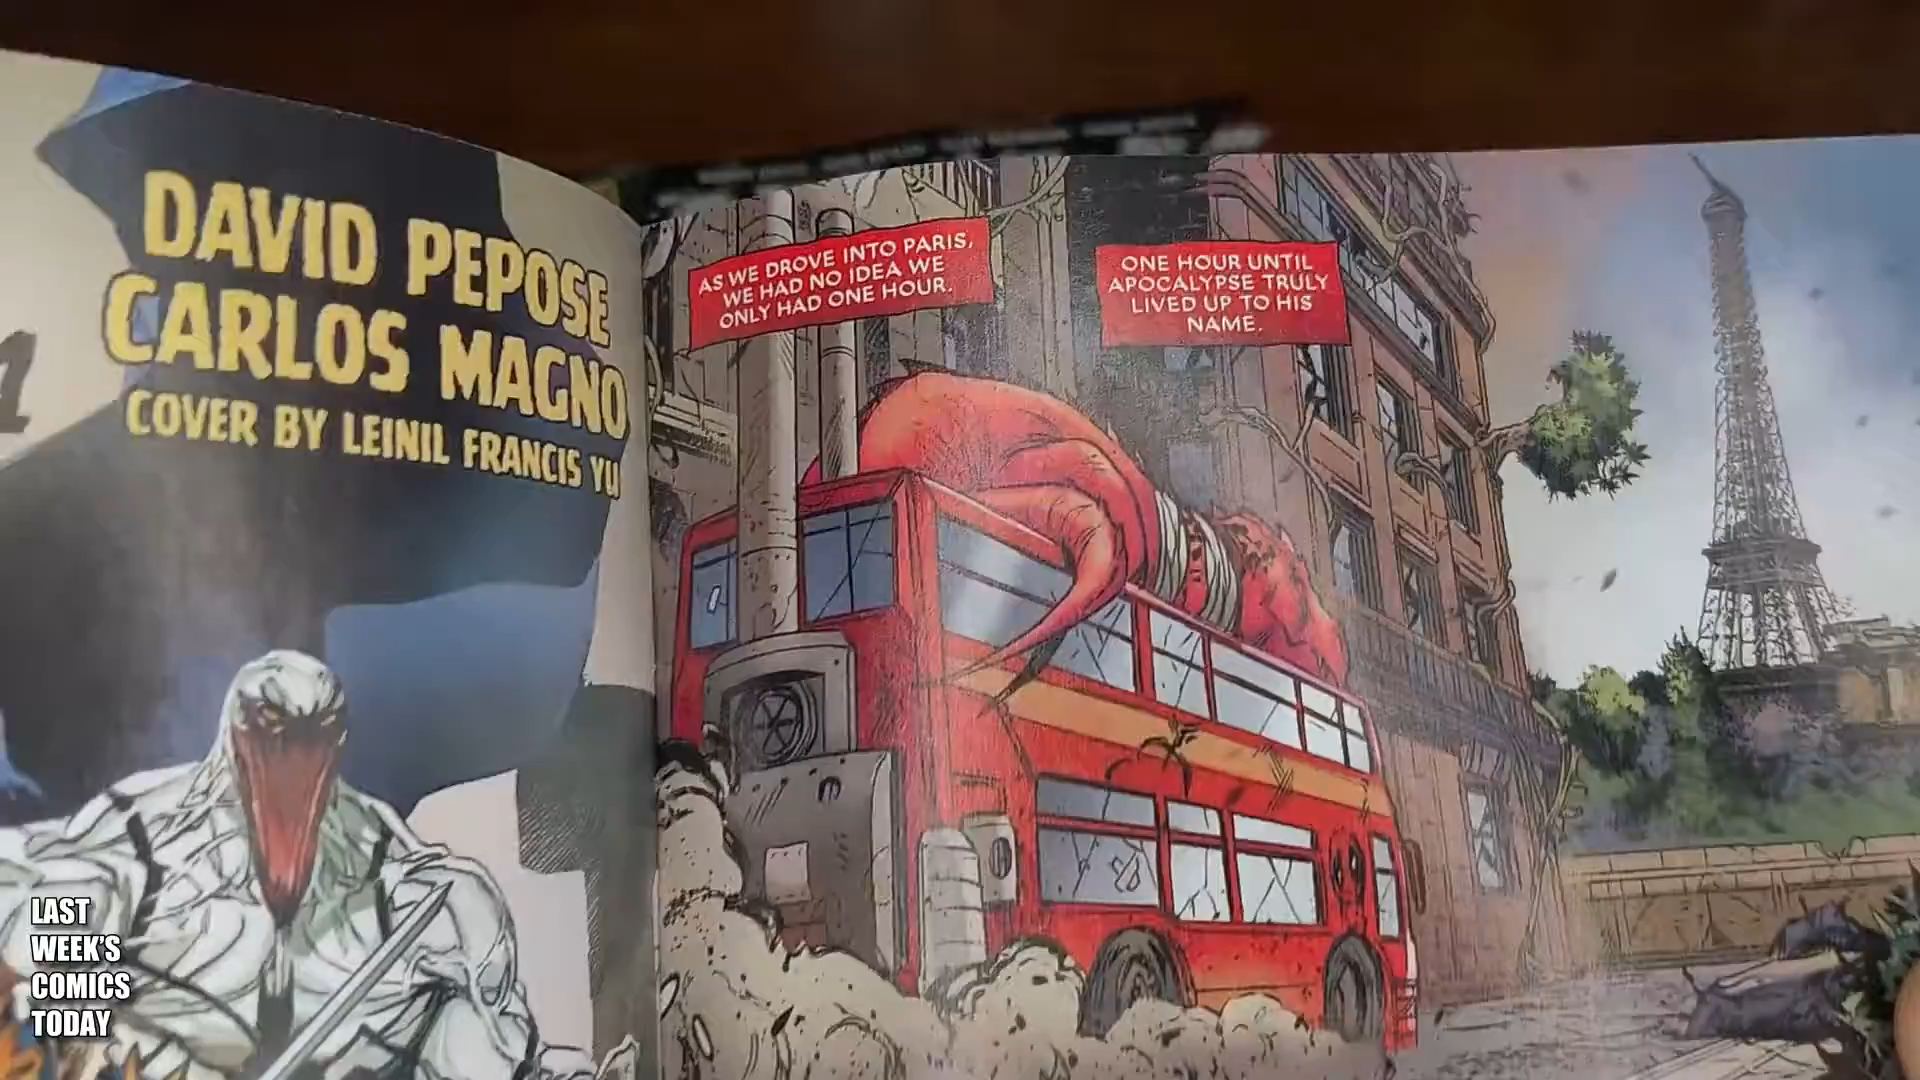 DAVID PEPOSE
CARLOS MAGNO
COVER BY LEINIL FRANCIS YU
1
AS WE DROVE INTO PARIS,
WE HAD NO IDEA WE
ONLY HAD ONE HOUR.
ONE HOUR UNTIL
APOCALYPSE TRULY
LIVED UP TO HIS
NAME.
LAST
WEEK'S
COMICS
TODAY